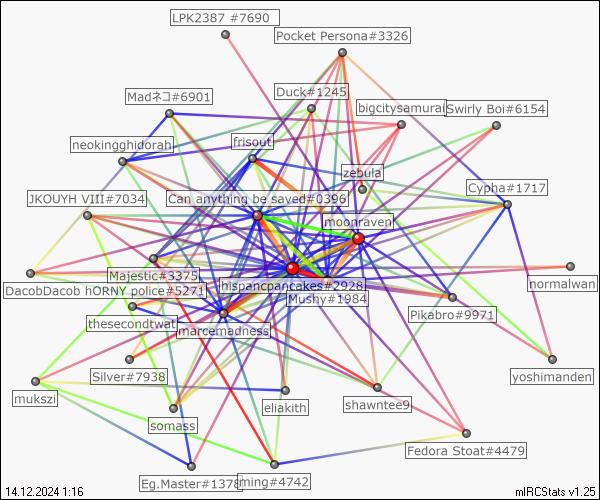 LPK2387 #7690
Pocket Persona#3326
Madネコ#6901
Duck#1245
bigcitysamurai
Swirly Boi#6154
neokingghidorah
frisout
zebula
JKOUYH VIII#7034
Can anything be saved#0396
Cypha#1717
moonraven
Majestic#3375
hispancpancakes#2928
normalwan
DacobDacob hORNY police#5271
Mushy#1984
Pikabro#9971
thesecondtwat
marcemadness
Silver#7938
yoshimanden
mukszi
eliakith
shawntee9
somass
Fedora Stoat#4479
Eg.Master#1378
ming#4742
14.12.2024 1:16
mIRCStats v1.25